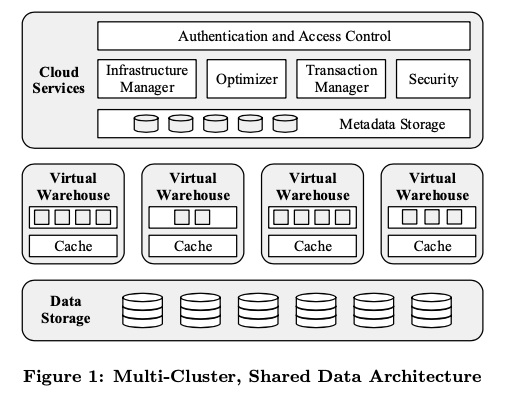 Authentication and Access Control
Cloud
Services
Infrastructure
Manager
Optimizer
Transaction
Manager
Security
Metadata Storage
Virtual
Warehouse
Cache
Virtual
Warehouse
Cache
Virtual
Warehouse
Cache
Virtual
Warehouse
Cache
Data
Storage
Figure 1: Multi-Cluster, Shared Data Architecture